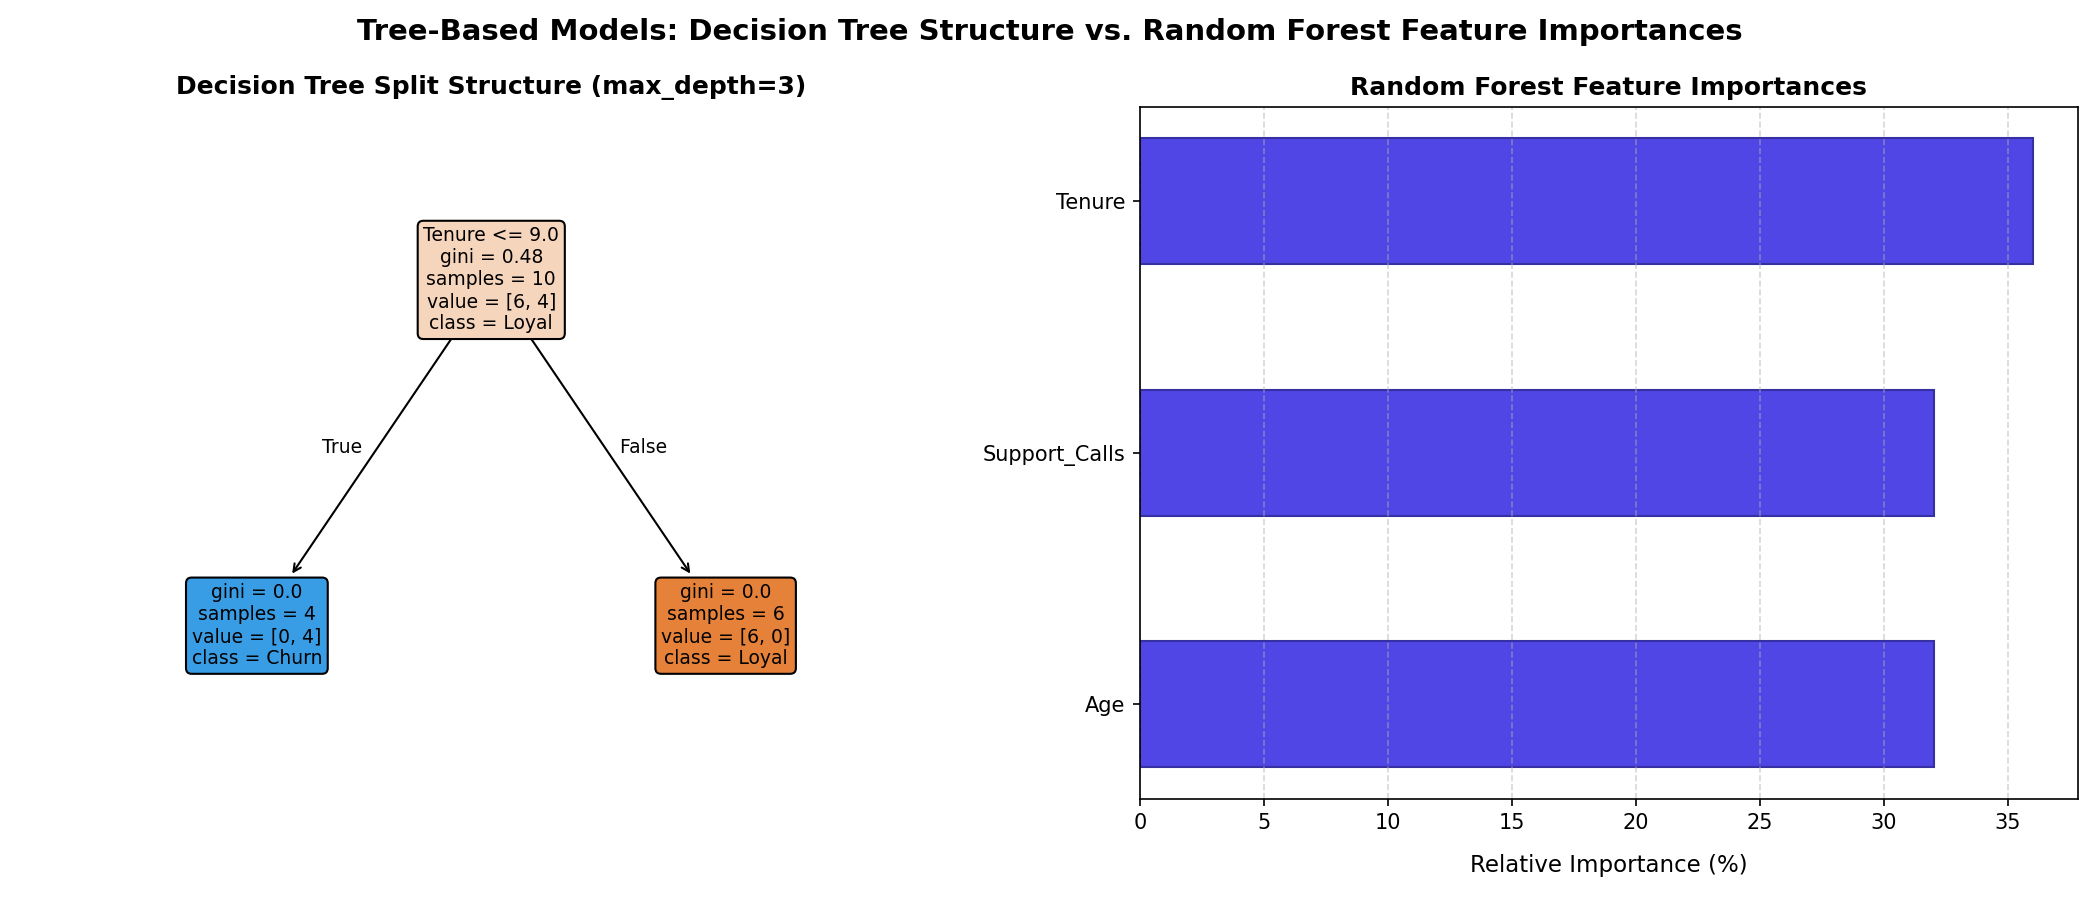 Tree-Based Models: Decision Tree Structure vs. Random Forest Feature Importances
Decision Tree Split Structure (max_depth=3)
Tenure <= 9.0
gini = 0.48
samples = 10
value = [6, 4]
class = Loyal
True
False
gini = 0.0
samples = 4
value = [0, 4]
class = Churn
gini = 0.0
samples = 6
value = [6, 0]
class = Loyal
Random Forest Feature Importances
Tenure
Support_Calls
Age
0 5 10 15 20 25 30 35
Relative Importance (%)